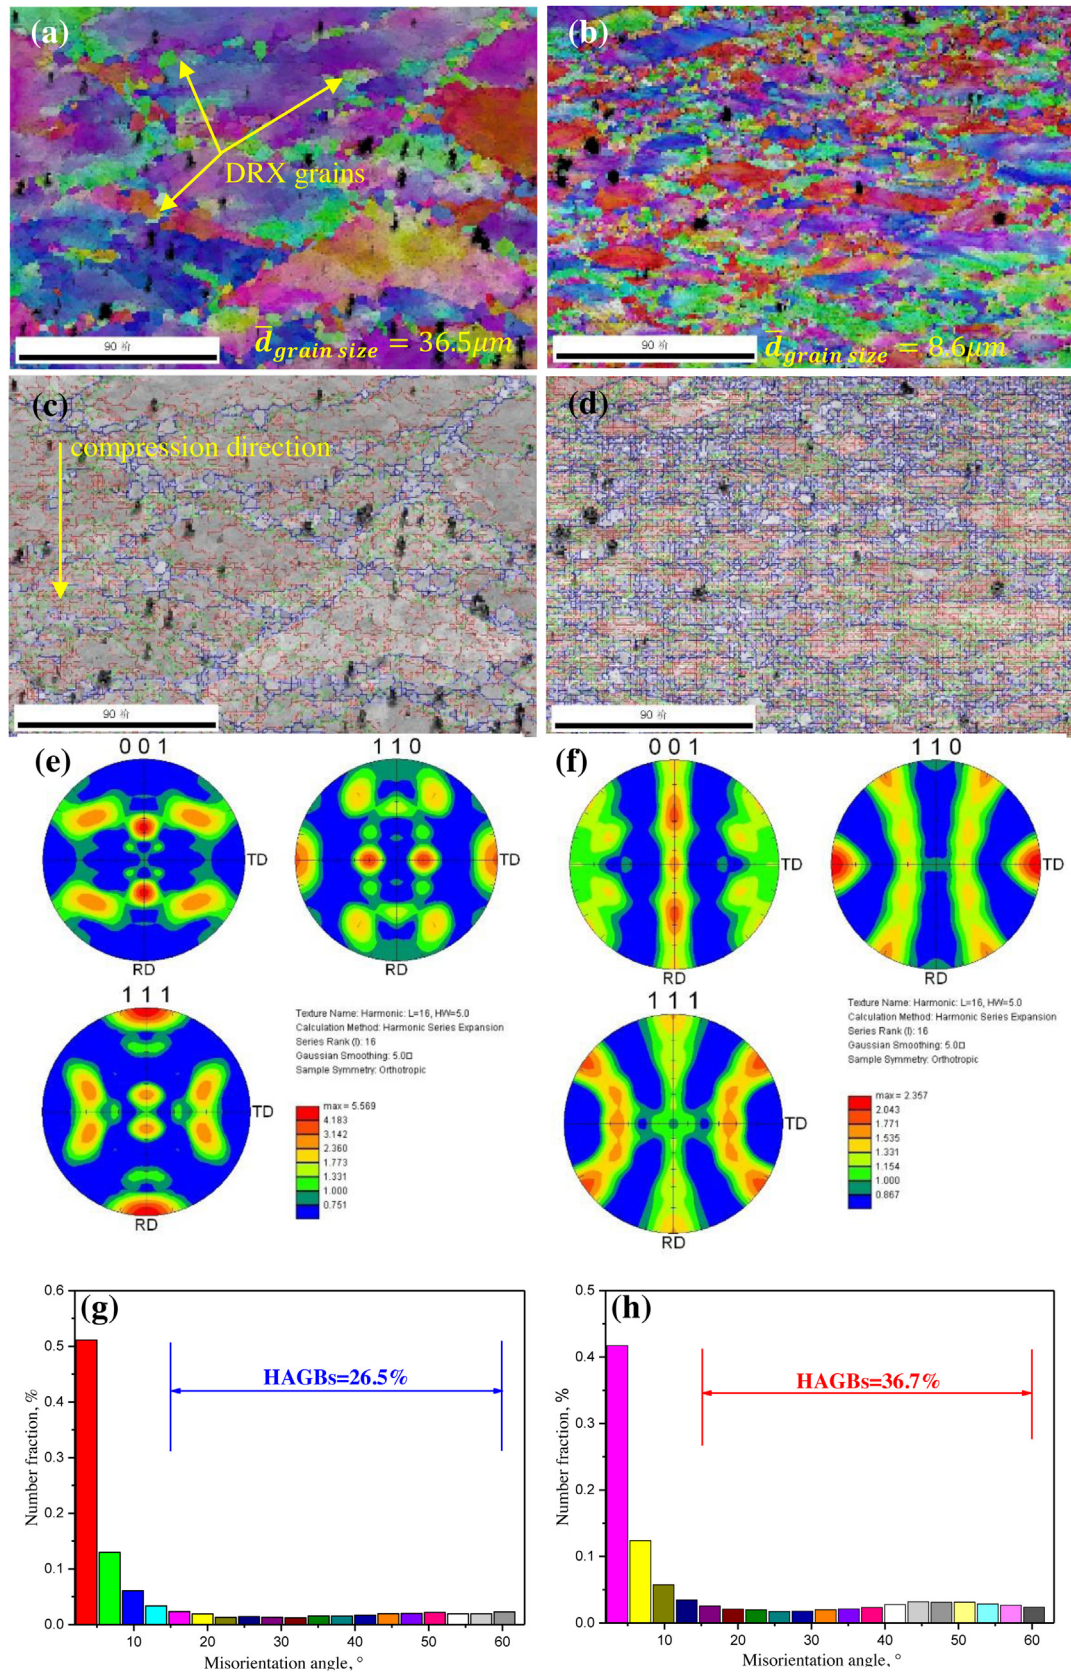 (a)
DRX grains
d̅grain size = 36.5μm
90 阶
(b)
d̅grain size = 8.6μm
90 阶
(c)
compression direction
90 阶
(d)
90 阶
(e)
0 0 1
TD
RD
1 1 0
TD
RD
1 1 1
TD
RD
Texture Name: Harmonic: L=16, HW=5.0
Calculation Method: Harmonic Series Expansion
Series Rank (l): 16
Gaussian Smoothing: 5.0□
Sample Symmetry: Orthotropic
max = 5.569
4.183
3.142
2.360
1.773
1.331
1.000
0.751
(f)
0 0 1
TD
RD
1 1 0
TD
RD
1 1 1
TD
RD
Texture Name: Harmonic: L=16, HW=5.0
Calculation Method: Harmonic Series Expansion
Series Rank (l): 16
Gaussian Smoothing: 5.0□
Sample Symmetry: Orthotropic
max = 2.357
2.043
1.771
1.535
1.331
1.154
1.000
0.867
(g)
HAGBs=26.5%
Number fraction, %
0.6
0.5
0.4
0.3
0.2
0.1
0.0
10 20 30 40 50 60
Misorientation angle, °
(h)
HAGBs=36.7%
Number fraction, %
0.5
0.4
0.3
0.2
0.1
0.0
10 20 30 40 50 60
Misorientation angle, °